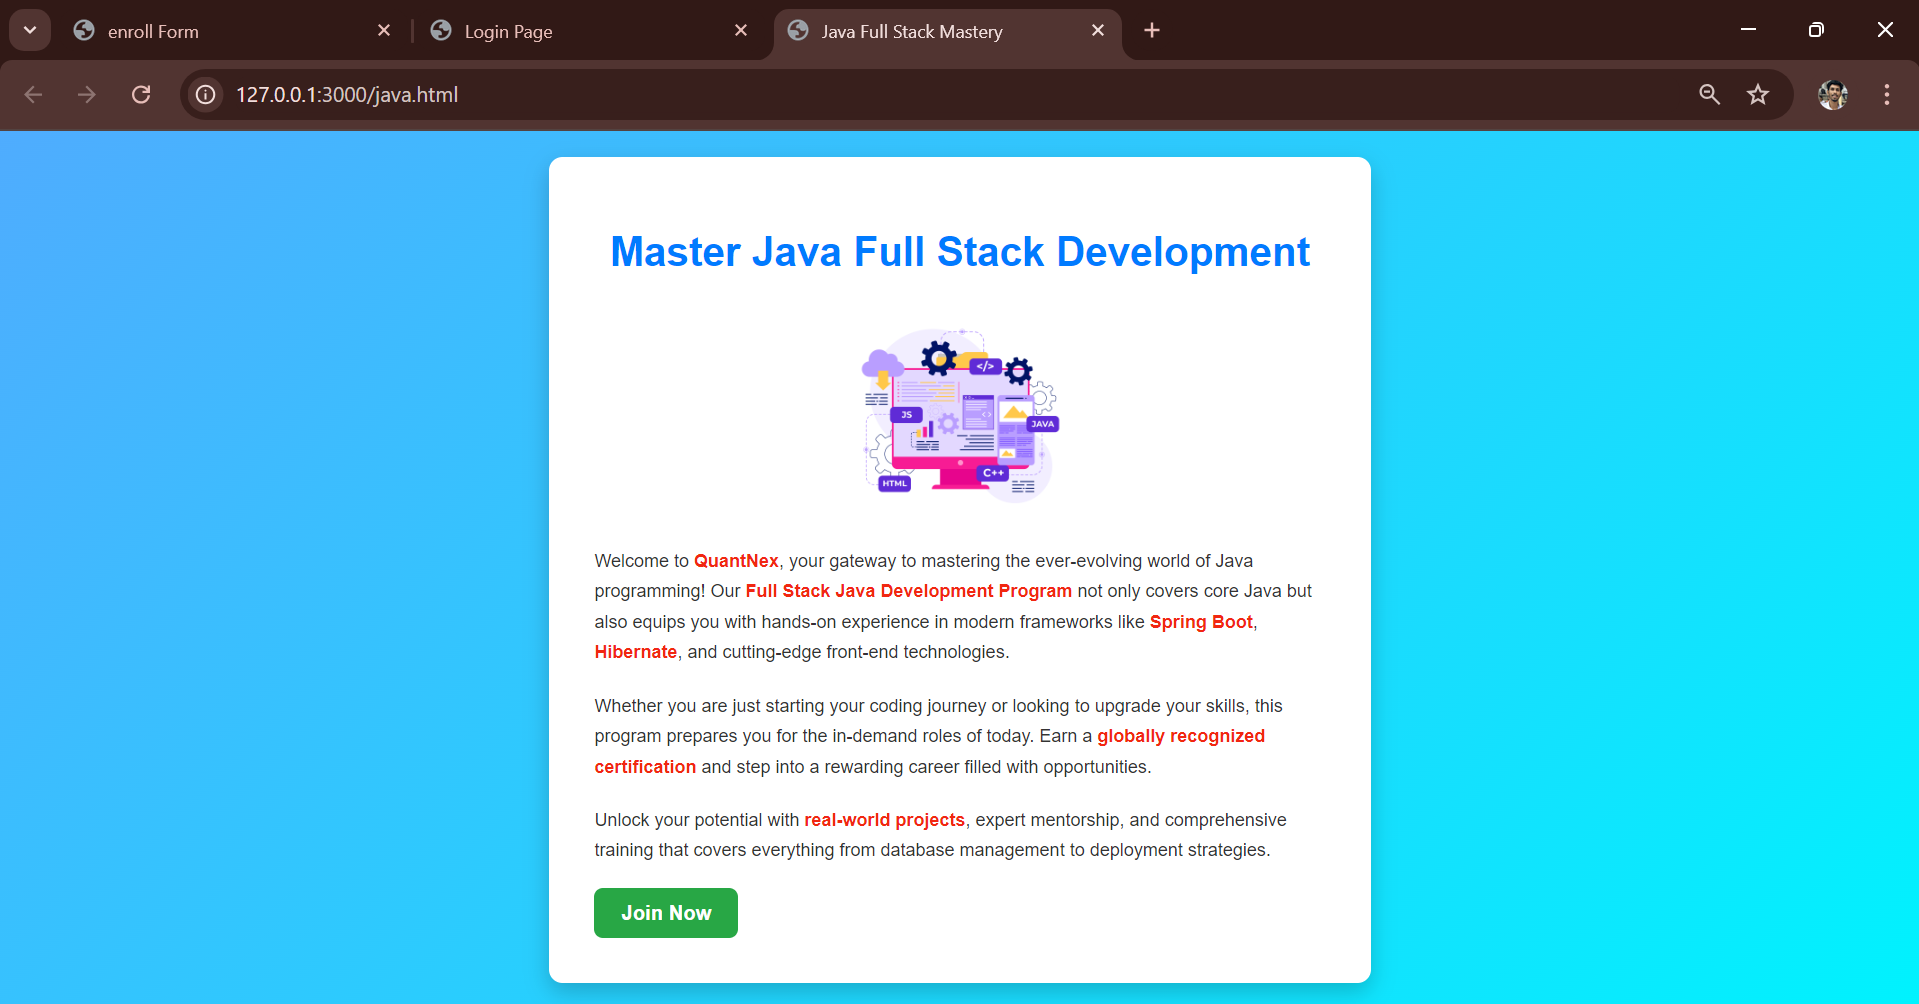 enroll Form
Login Page
Java Full Stack Mastery
127.0.0.1:3000/java.html
Master Java Full Stack Development
</>
JS
JAVA
C++
HTML
Welcome to QuantNex, your gateway to mastering the ever-evolving world of Java
programming! Our Full Stack Java Development Program not only covers core Java but
also equips you with hands-on experience in modern frameworks like Spring Boot,
Hibernate, and cutting-edge front-end technologies.
Whether you are just starting your coding journey or looking to upgrade your skills, this
program prepares you for the in-demand roles of today. Earn a globally recognized
certification and step into a rewarding career filled with opportunities.
Unlock your potential with real-world projects, expert mentorship, and comprehensive
training that covers everything from database management to deployment strategies.
Join Now